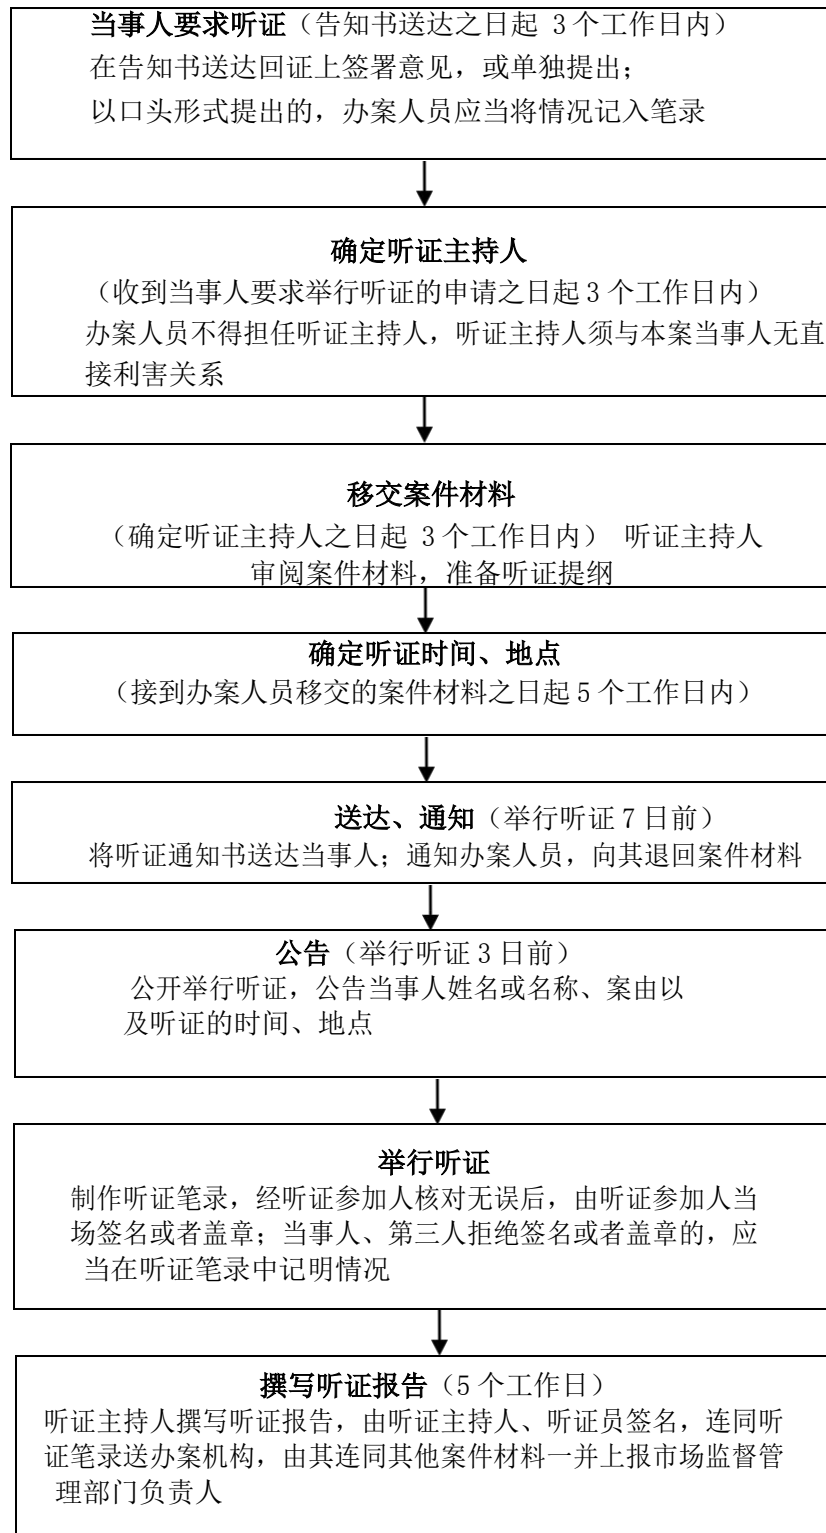 当事人要求听证（告知书送达之日起 3个工作日内）
在告知书送达回证上签署意见，或单独提出；
以口头形式提出的，办案人员应当将情况记入笔录
确定听证主持人
（收到当事人要求举行听证的申请之日起3个工作日内）
办案人员不得担任听证主持人，听证主持人须与本案当事人无直
接利害关系
移交案件材料
（确定听证主持人之日起 3个工作日内） 听证主持人
审阅案件材料，准备听证提纲
确定听证时间、地点
（接到办案人员移交的案件材料之日起5个工作日内）
送达、通知（举行听证7日前）
将听证通知书送达当事人；通知办案人员，向其退回案件材料
公告（举行听证3日前）
公开举行听证，公告当事人姓名或名称、案由以
及听证的时间、地点
举行听证
制作听证笔录，经听证参加人核对无误后，由听证参加人当
场签名或者盖章；当事人、第三人拒绝签名或者盖章的，应
当在听证笔录中记明情况
撰写听证报告（5个工作日）
听证主持人撰写听证报告，由听证主持人、听证员签名，连同听
证笔录送办案机构，由其连同其他案件材料一并上报市场监督管
理部门负责人